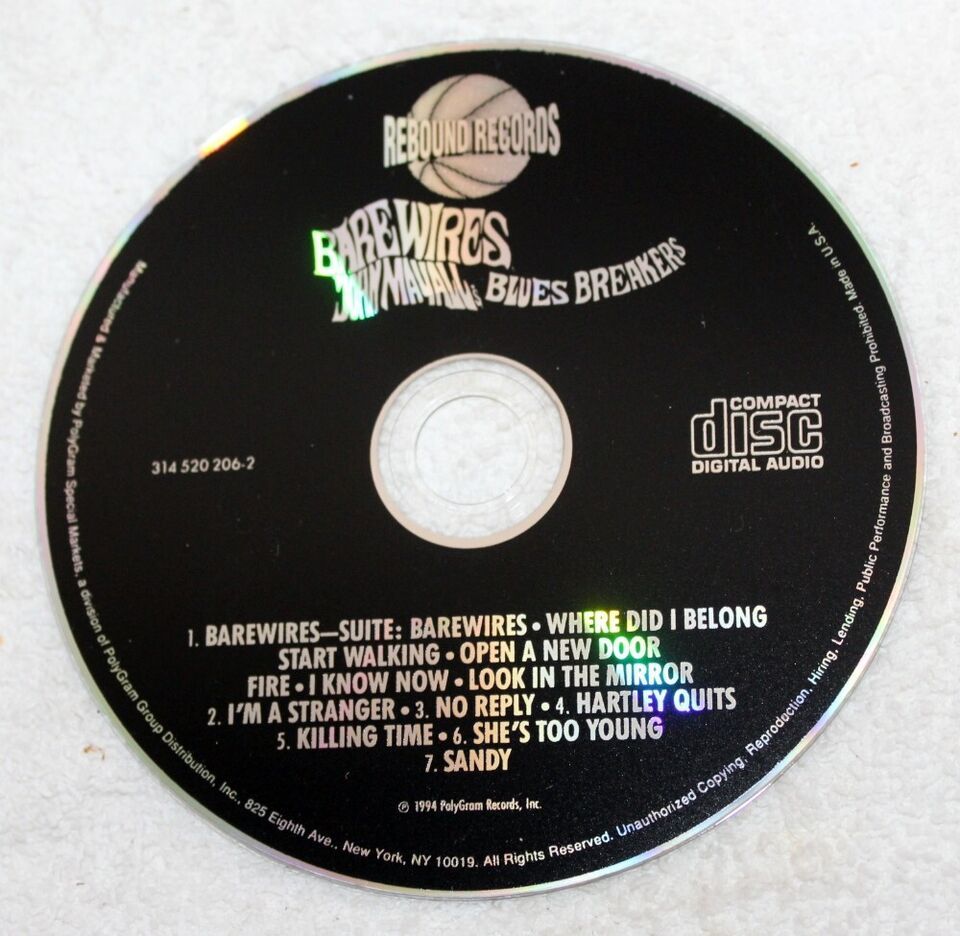 REBOUND RECORDS
BAREWIRES
JOHN MAYALL'S BLUES BREAKERS
314 520 206-2
COMPACT
disc
DIGITAL AUDIO
1. BAREWIRES—SUITE: BAREWIRES • WHERE DID I BELONG
START WALKING • OPEN A NEW DOOR
FIRE • I KNOW NOW • LOOK IN THE MIRROR
2. I'M A STRANGER • 3. NO REPLY • 4. HARTLEY QUITS
5. KILLING TIME • 6. SHE'S TOO YOUNG
7. SANDY
℗ 1994 PolyGram Records, Inc.
Manufactured & Marketed by PolyGram Special Markets, a division of PolyGram Group Distribution, Inc., 825 Eighth Ave., New York, NY 10019. All Rights Reserved. Unauthorized Copying, Reproduction, Hiring, Lending, Public Performance and Broadcasting Prohibited. Made in U.S.A.